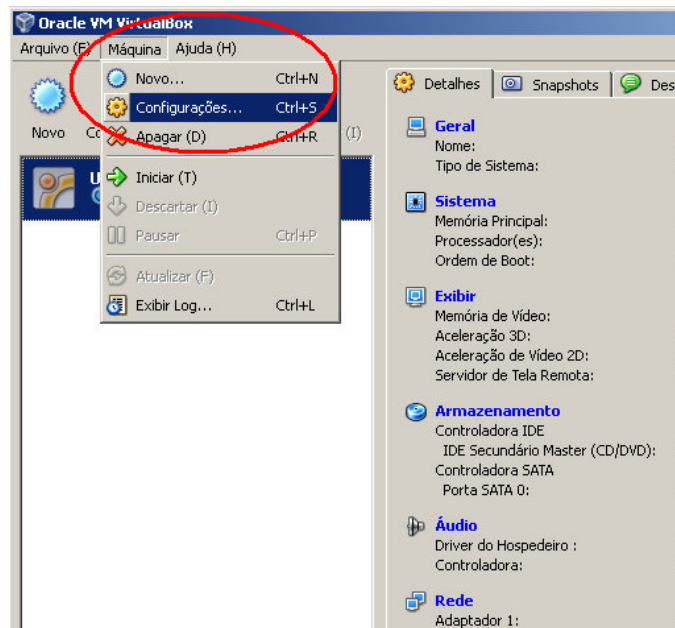 Oracle VM VirtualBox
Arquivo (F) Máquina Ajuda (H)
Novo... Ctrl+N
Configurações... Ctrl+S
Apagar (D) Ctrl+R
Iniciar (T)
Descartar (I)
Pausar Ctrl+P
Atualizar (F)
Exibir Log... Ctrl+L
Novo
(I)
U
Detalhes Snapshots Des
Geral
Nome:
Tipo de Sistema:
Sistema
Memória Principal:
Processador(es):
Ordem de Boot:
Exibir
Memória de Vídeo:
Aceleração 3D:
Aceleração de Vídeo 2D:
Servidor de Tela Remota:
Armazenamento
Controladora IDE
IDE Secundário Master (CD/DVD):
Controladora SATA
Porta SATA 0:
Áudio
Driver do Hospedeiro :
Controladora:
Rede
Adaptador 1: